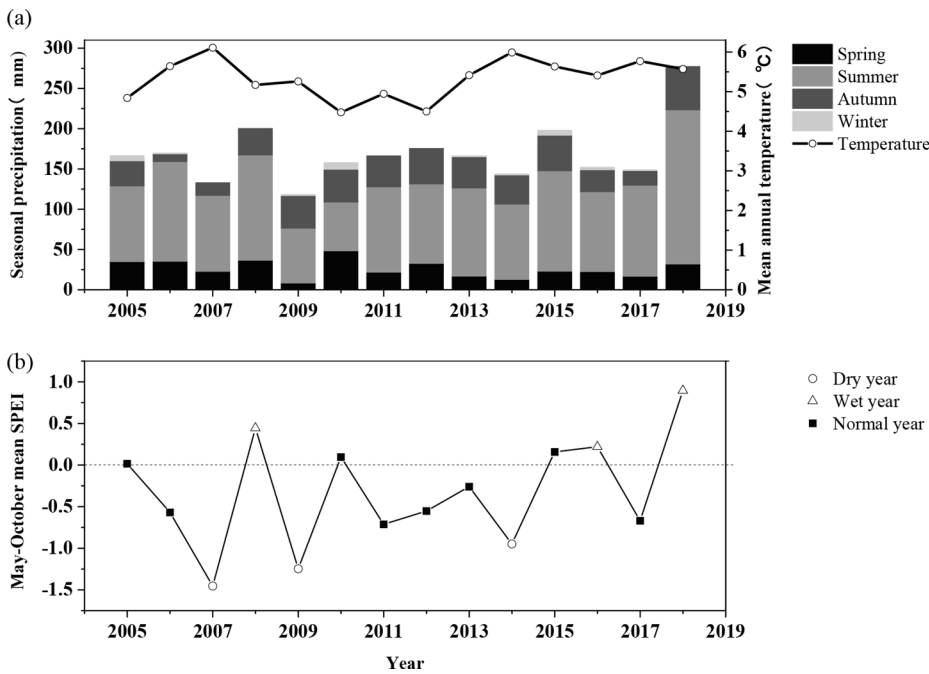 (a)
Seasonal precipitation( mm)
300
250
200
150
100
50
0
6
5
4
3
2
1
0
Mean annual temperature( ℃)
2005 2007 2009 2011 2013 2015 2017 2019
Spring
Summer
Autumn
Winter
Temperature
(b)
May-October mean SPEI
1.0
0.5
0.0
-0.5
-1.0
-1.5
2005 2007 2009 2011 2013 2015 2017 2019
Year
Dry year
Wet year
Normal year